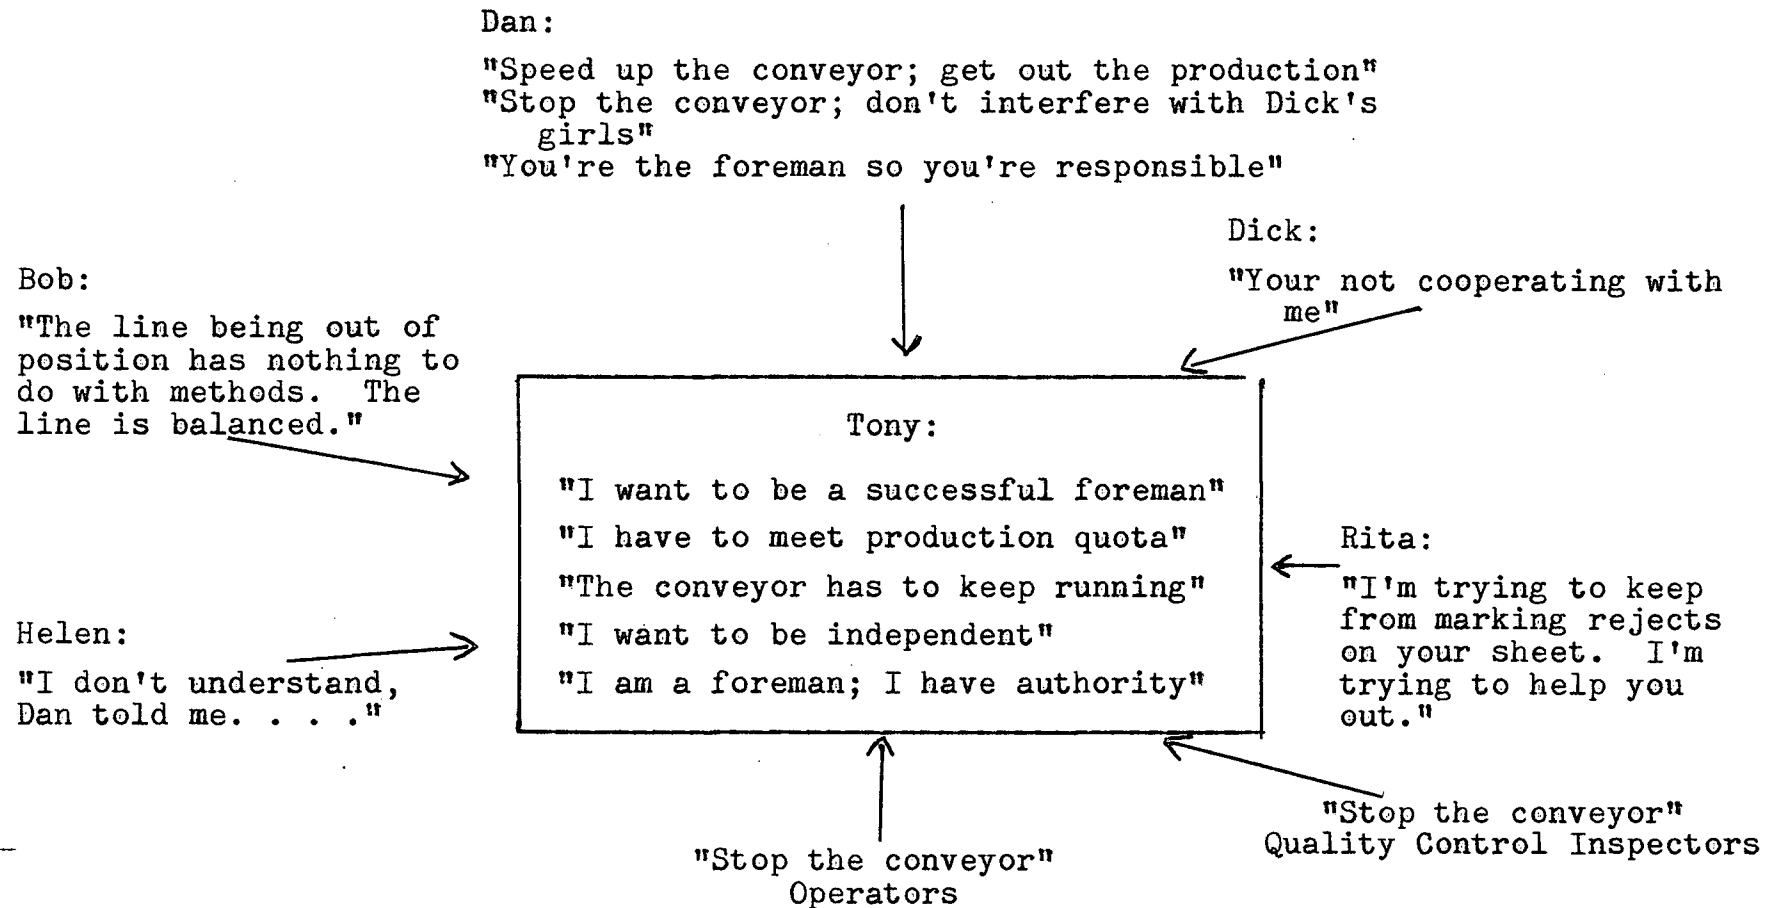 Dan:
"Speed up the conveyor; get out the production"
"Stop the conveyor; don't interfere with Dick's
girls"
"You're the foreman so you're responsible"
Dick:
"Your not cooperating with
me"
Bob:
"The line being out of
position has nothing to
do with methods.  The
line is balanced."
Tony:
"I want to be a successful foreman"
"I have to meet production quota"
"The conveyor has to keep running"
"I want to be independent"
"I am a foreman; I have authority"
Rita:
"I'm trying to keep
from marking rejects
on your sheet.  I'm
trying to help you
out."
Helen:
"I don't understand,
Dan told me. . . ."
"Stop the conveyor"
Quality Control Inspectors
"Stop the conveyor"
Operators